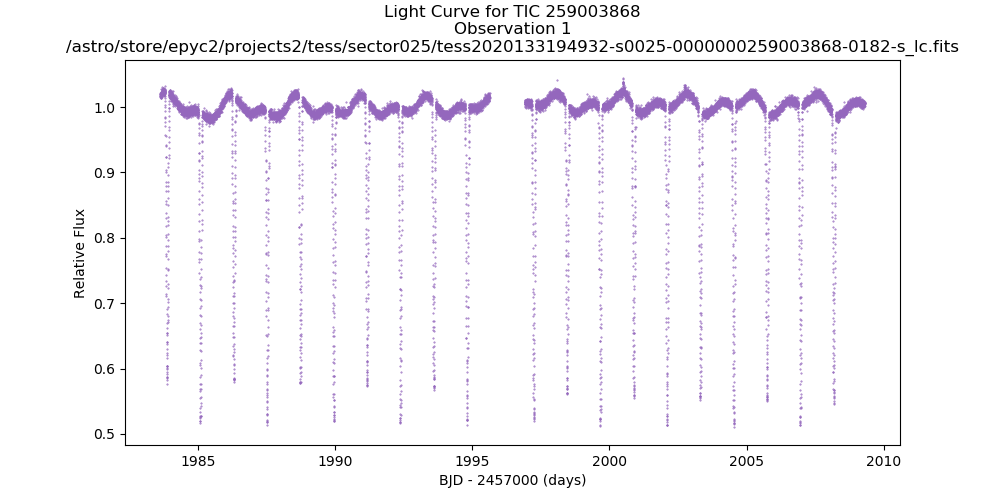 Light Curve for TIC 259003868
Observation 1
/astro/store/epyc2/projects2/tess/sector025/tess2020133194932-s0025-0000000259003868-0182-s_lc.fits
Relative Flux
1.0
0.9
0.8
0.7
0.6
0.5
1985
1990
1995
2000
2005
2010
BJD - 2457000 (days)